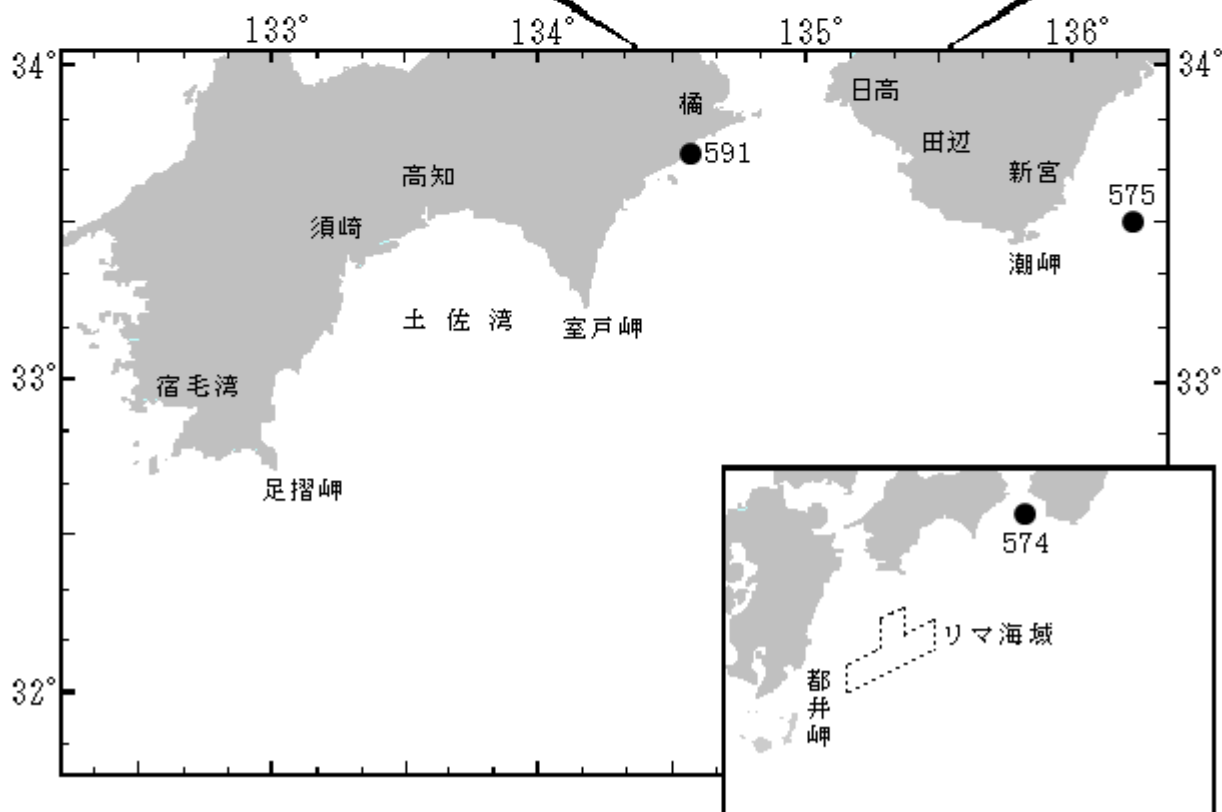 133° 134° 135° 136°
34° 34°
橘
日高
591
田辺
高知
新宮
575
須崎
潮岬
土佐湾
室戸岬
33° 33°
宿毛湾
足摺岬
574
リマ海域
都井岬
32°